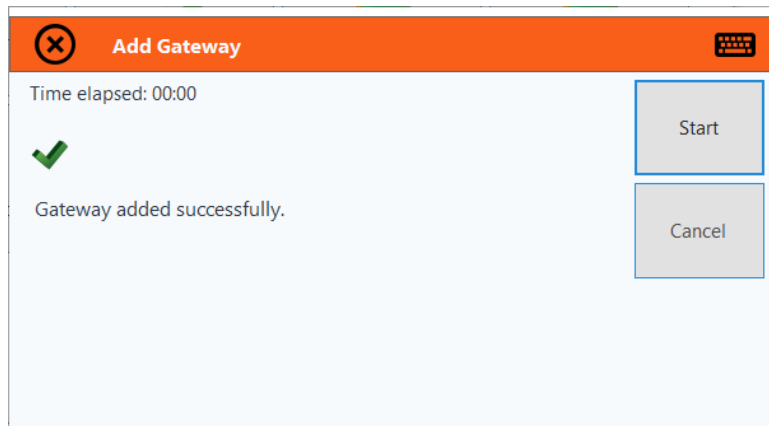 Add Gateway
Time elapsed: 00:00
Start
Gateway added successfully.
Cancel